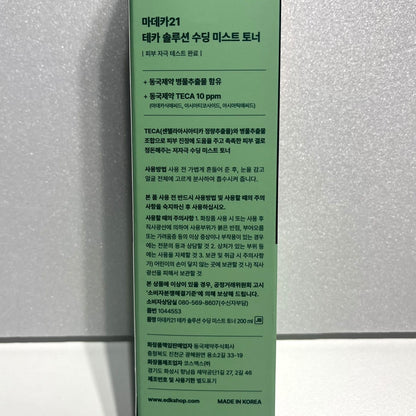 마데카21
테카 솔루션 수딩 미스트 토너
| 피부 자극 테스트 완료 |
+ 동국제약 병풀추출물 함유
+ 동국제약 TECA 10 ppm
(마데카식애씨드, 아시아티코사이드, 아시아틱애씨드)
TECA(센텔라아시아티카 정량추출물)와 병풀추출물
조합으로 피부 진정에 도움을 주고 촉촉한 피부 결로
정돈해주는 저자극 수딩 미스트 토너
사용방법 사용 전 가볍게 흔들어 준 후, 눈을 감고
얼굴 전체에 고르게 분사하여 흡수시켜 줍니다.
본 품 사용 전 반드시 사용방법 및 사용할 때의 주의
사항을 숙지하신 후 사용하십시오.
사용할 때의 주의사항 1. 화장품 사용 시 또는 사용 후
직사광선에 의하여 사용부위가 붉은 반점, 부어오름
또는 가려움증 등의 이상 증상이나 부작용이 있는 경우
에는 전문의 등과 상담할 것 2. 상처가 있는 부위 등
에는 사용을 자제할 것 3. 보관 및 취급 시 주의사항
가) 어린이의 손이 닿지 않는 곳에 보관할 것 나) 직사
광선을 피해서 보관할 것
본 상품에 이상이 있을 경우, 공정거래위원회 고시
'소비자분쟁해결기준'에 의해 보상해 드립니다.
소비자상담실 080-569-8607(수신자부담)
품번 1044553
품명 마데카21 테카 솔루션 수딩 미스트 토너 200 ml
화장품책임판매업자 동국제약주식회사
충청북도 진천군 광혜원면 용소2길 33-19
화장품제조업자 코스맥스㈜
경기도 화성시 향남읍 제약공단1길 27, 2길 46
제조번호 및 사용기한 별도표기
www.edkshop.com MADE IN KOREA